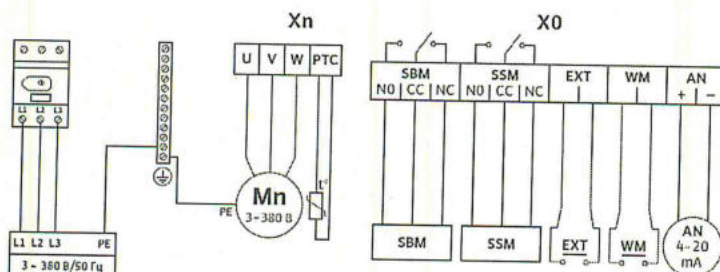 Xn
X0
U V W PTC
SBM SSM EXT WM AN
NO CC NC NO CC NC + −
L1 L2 L3
PE
Mn
3~380 В
t°
L1 L2 L3 PE
3 ~ 380 В/50 Гц
SBM
SSM
EXT
WM
AN
4-20
mA